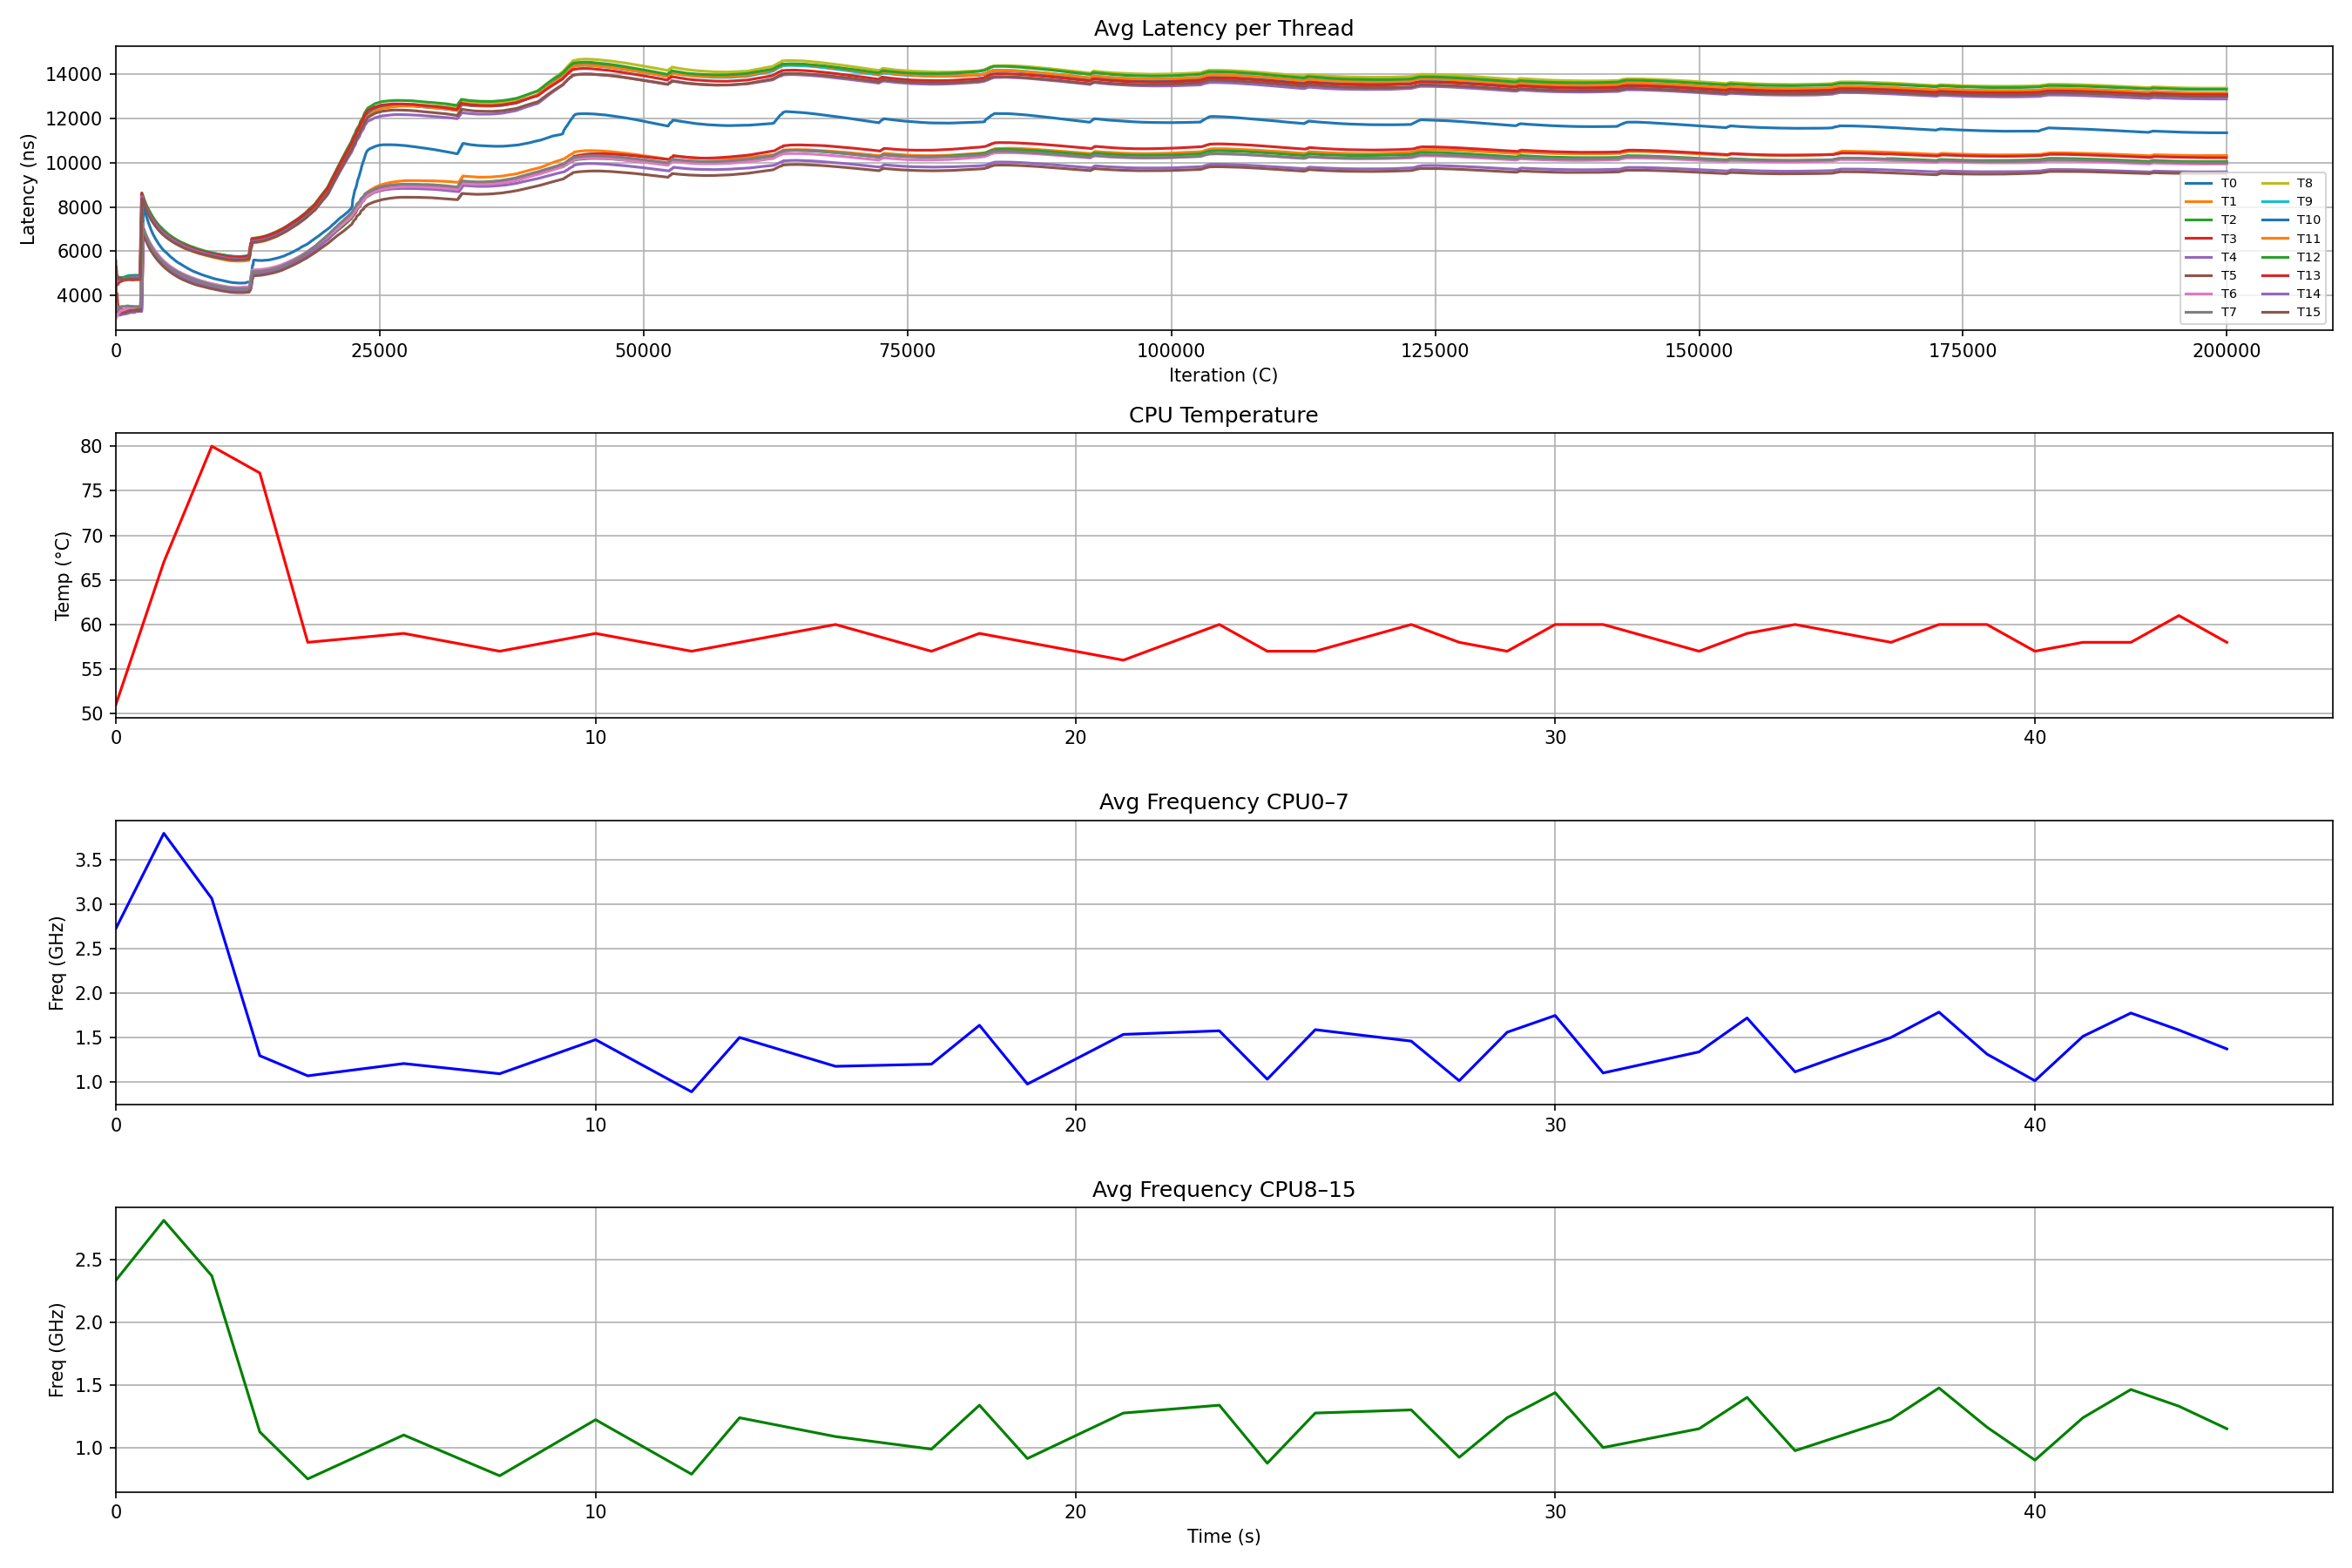 Avg Latency per Thread
Latency (ns)
14000
12000
10000
8000
6000
4000
T0 T8
T1 T9
T2 T10
T3 T11
T4 T12
T5 T13
T6 T14
T7 T15
0 25000 50000 75000 100000 125000 150000 175000 200000
Iteration (C)
CPU Temperature
Temp (°C)
80
75
70
65
60
55
50
0 10 20 30 40
Avg Frequency CPU0–7
Freq (GHz)
3.5
3.0
2.5
2.0
1.5
1.0
0 10 20 30 40
Avg Frequency CPU8–15
Freq (GHz)
2.5
2.0
1.5
1.0
0 10 20 30 40
Time (s)